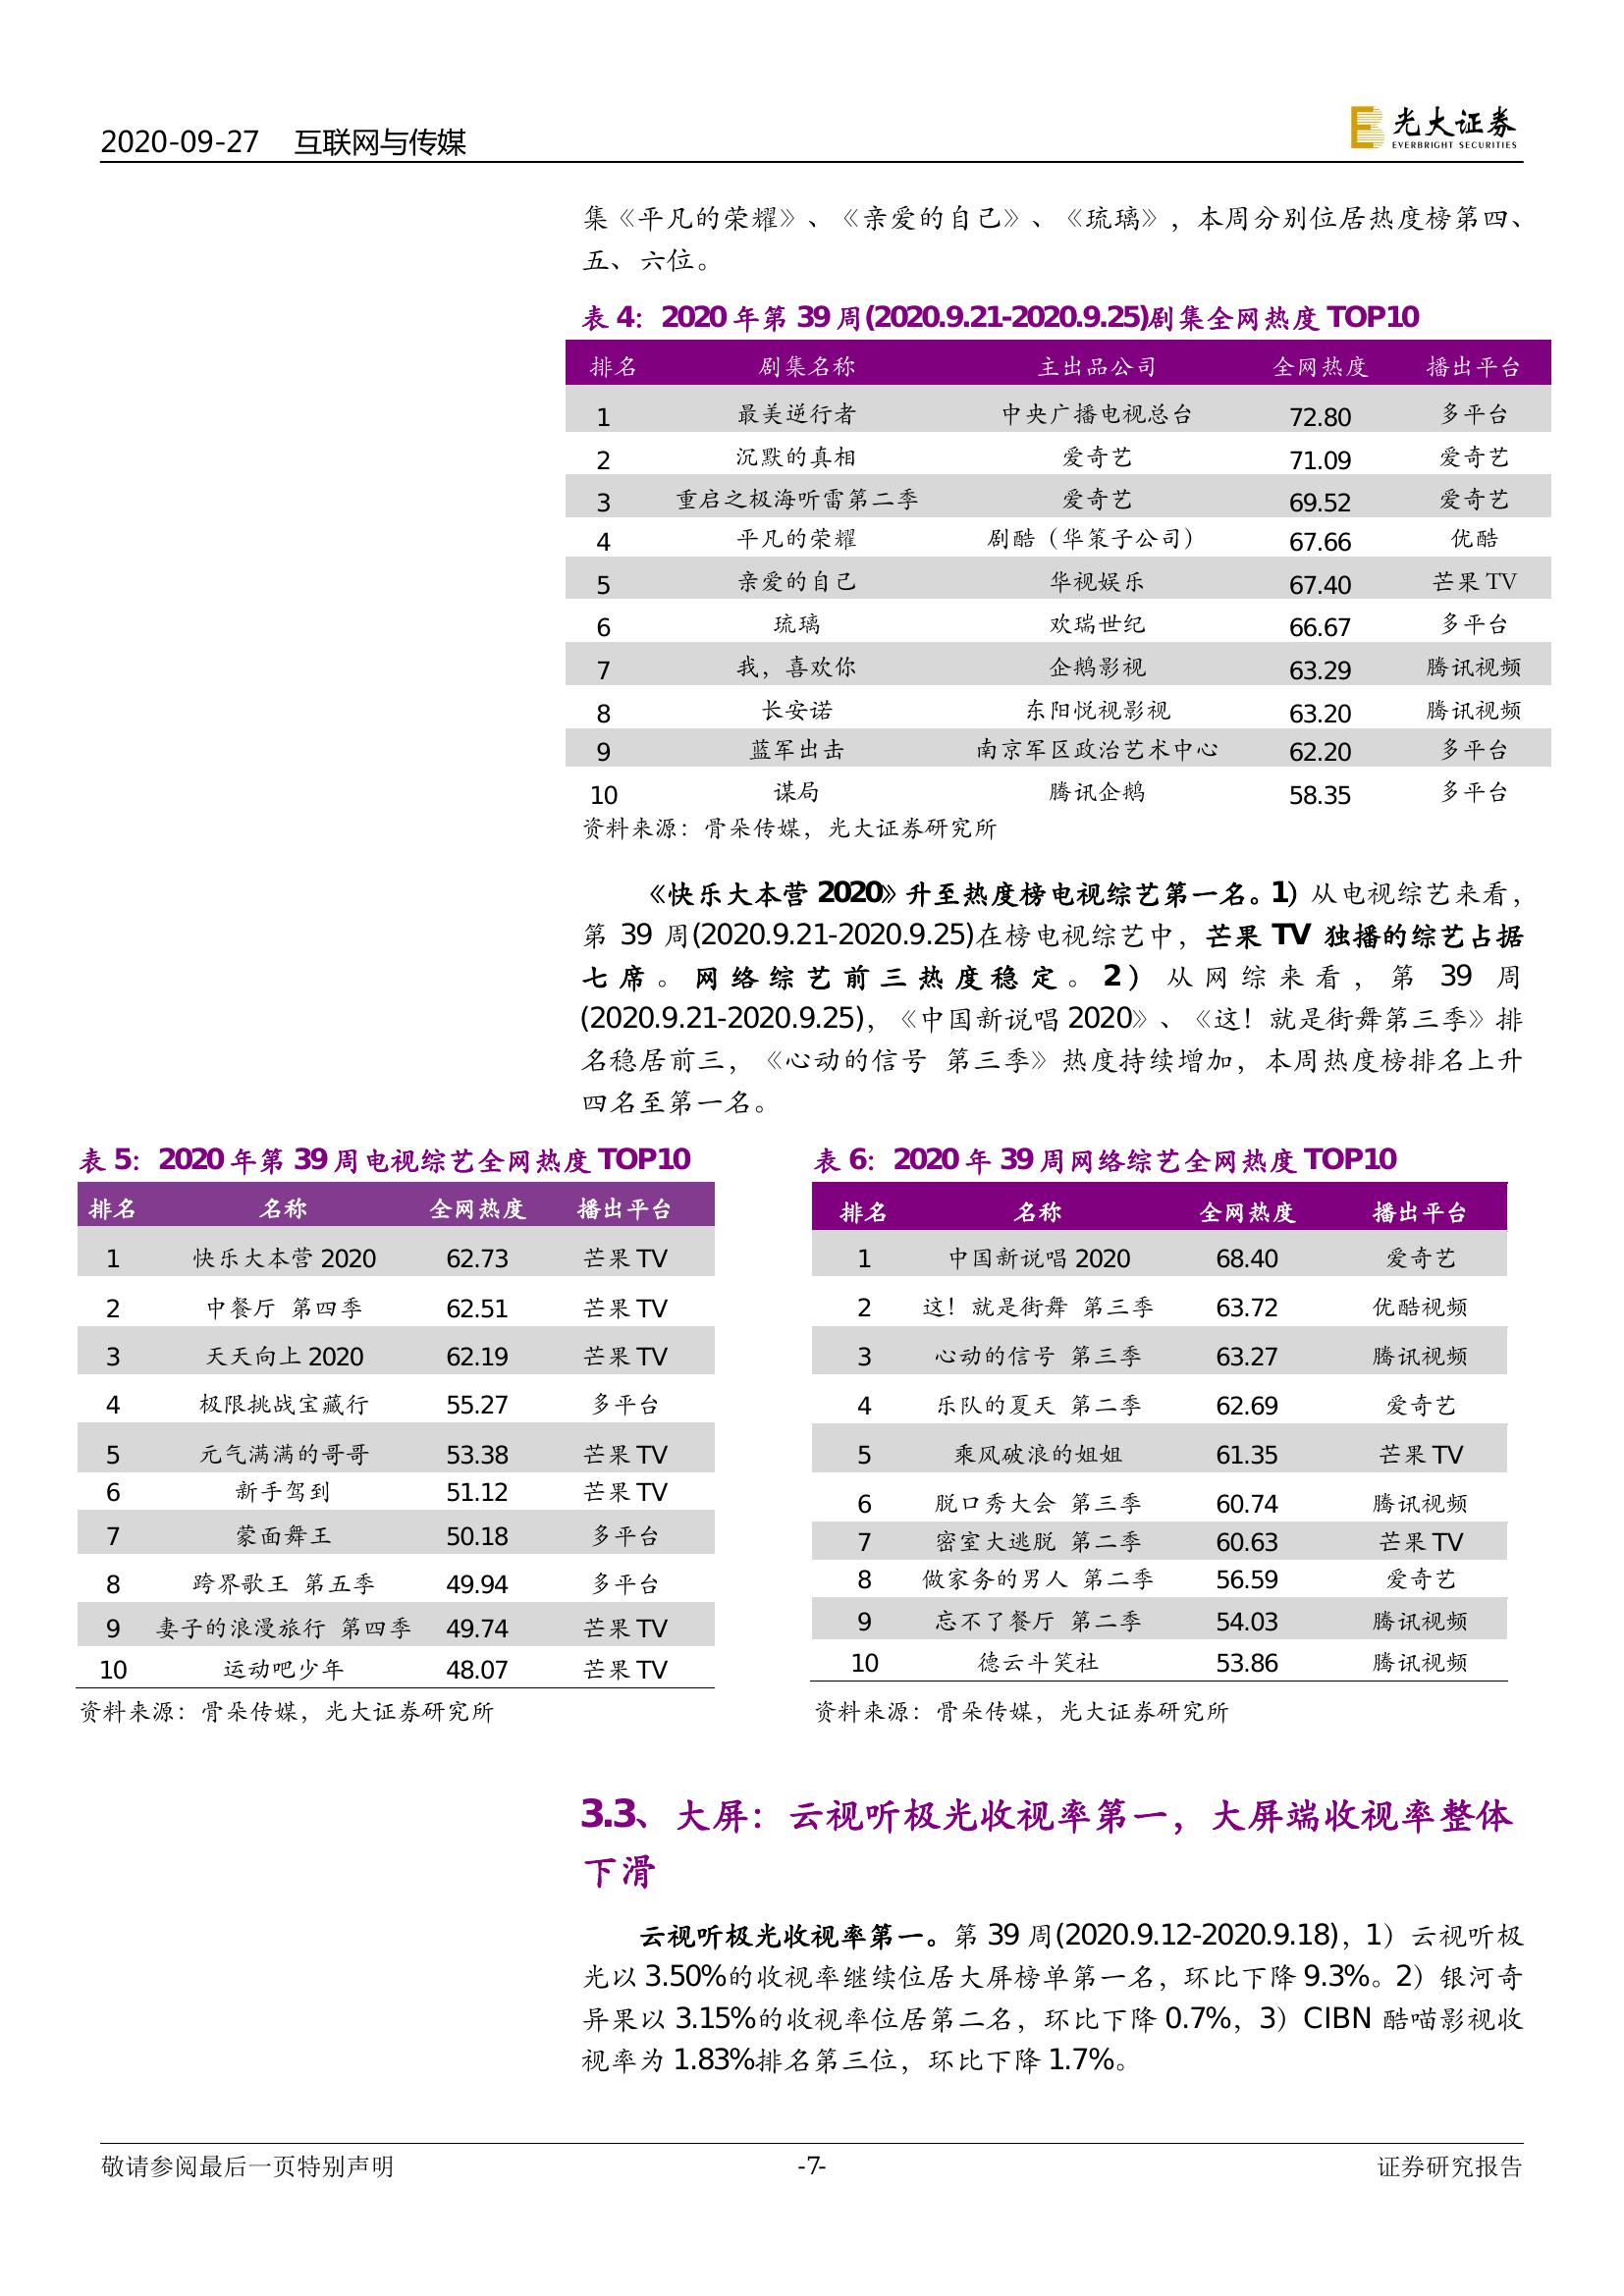 2020-09-27 互联网与传媒
光大证券
EVERBRIGHT SECURITIES
集《平凡的荣耀》、《亲爱的自己》、《琉璃》，本周分别位居热度榜第四、
五、六位。
表 4：2020 年第 39 周(2020.9.21-2020.9.25)剧集全网热度 TOP10
排名 剧集名称 主出品公司 全网热度 播出平台
1 最美逆行者 中央广播电视总台 72.80 多平台
2 沉默的真相 爱奇艺 71.09 爱奇艺
3 重启之极海听雷第二季 爱奇艺 69.52 爱奇艺
4 平凡的荣耀 剧酷（华策子公司） 67.66 优酷
5 亲爱的自己 华视娱乐 67.40 芒果 TV
6 琉璃 欢瑞世纪 66.67 多平台
7 我，喜欢你 企鹅影视 63.29 腾讯视频
8 长安诺 东阳悦视影视 63.20 腾讯视频
9 蓝军出击 南京军区政治艺术中心 62.20 多平台
10 谋局 腾讯企鹅 58.35 多平台
资料来源：骨朵传媒，光大证券研究所
《快乐大本营 2020》升至热度榜电视综艺第一名。1）从电视综艺来看，
第 39 周(2020.9.21-2020.9.25)在榜电视综艺中，芒果 TV 独播的综艺占据
七席。网络综艺前三热度稳定。2）从网综来看，第 39 周
(2020.9.21-2020.9.25)，《中国新说唱 2020》、《这！就是街舞第三季》排
名稳居前三，《心动的信号 第三季》热度持续增加，本周热度榜排名上升
四名至第一名。
表 5：2020 年第 39 周电视综艺全网热度 TOP10
排名 名称 全网热度 播出平台
1 快乐大本营 2020 62.73 芒果 TV
2 中餐厅 第四季 62.51 芒果 TV
3 天天向上 2020 62.19 芒果 TV
4 极限挑战宝藏行 55.27 多平台
5 元气满满的哥哥 53.38 芒果 TV
6 新手驾到 51.12 芒果 TV
7 蒙面舞王 50.18 多平台
8 跨界歌王 第五季 49.94 多平台
9 妻子的浪漫旅行 第四季 49.74 芒果 TV
10 运动吧少年 48.07 芒果 TV
资料来源：骨朵传媒，光大证券研究所
表 6：2020 年 39 周网络综艺全网热度 TOP10
排名 名称 全网热度 播出平台
1 中国新说唱 2020 68.40 爱奇艺
2 这！就是街舞 第三季 63.72 优酷视频
3 心动的信号 第三季 63.27 腾讯视频
4 乐队的夏天 第二季 62.69 爱奇艺
5 乘风破浪的姐姐 61.35 芒果 TV
6 脱口秀大会 第三季 60.74 腾讯视频
7 密室大逃脱 第二季 60.63 芒果 TV
8 做家务的男人 第二季 56.59 爱奇艺
9 忘不了餐厅 第二季 54.03 腾讯视频
10 德云斗笑社 53.86 腾讯视频
资料来源：骨朵传媒，光大证券研究所
3.3、大屏：云视听极光收视率第一，大屏端收视率整体
下滑
云视听极光收视率第一。第 39 周(2020.9.12-2020.9.18)，1）云视听极
光以 3.50%的收视率继续位居大屏榜单第一名，环比下降 9.3%。2）银河奇
异果以 3.15%的收视率位居第二名，环比下降 0.7%，3）CIBN 酷喵影视收
视率为 1.83%排名第三位，环比下降 1.7%。
敬请参阅最后一页特别声明 -7- 证券研究报告